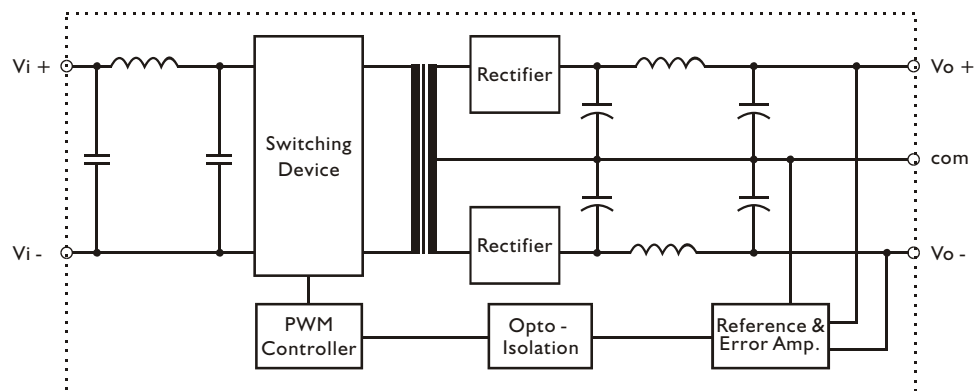 Vi +
Rectifier
Vo +
Switching
Device
com
Vi -
Rectifier
Vo -
PWM
Controller
Opto -
Isolation
Reference &
Error Amp.